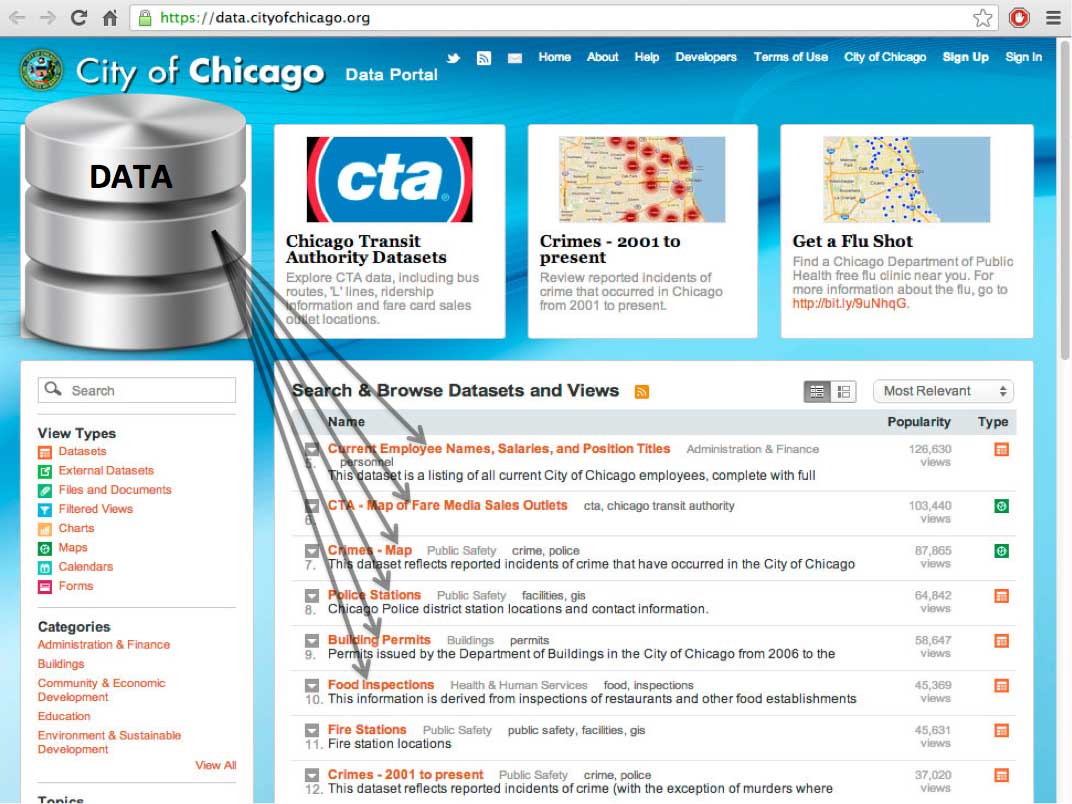 https://data.cityofchicago.org
City of Chicago Data Portal
Home About Help Developers Terms of Use City of Chicago Sign Up Sign In
DATA
cta
Chicago Transit
Authority Datasets
Explore CTA data, including bus
routes, 'L' lines, ridership
information and fare card sales
outlet locations.
Crimes - 2001 to
present
Review reported incidents of
crime that occurred in Chicago
from 2001 to present.
Chicago
Get a Flu Shot
Find a Chicago Department of Public
Health free flu clinic near you. For
more information about the flu, go to
http://bit.ly/9uNhqG.
Search
View Types
Datasets
External Datasets
Files and Documents
Filtered Views
Charts
Maps
Calendars
Forms
Categories
Administration & Finance
Buildings
Community & Economic
Development
Education
Environment & Sustainable
Development
View All
Topics
Search & Browse Datasets and Views
Most Relevant
Name Popularity Type
Current Employee Names, Salaries, and Position Titles Administration & Finance 126,630
5. personnel views
This dataset is a listing of all current City of Chicago employees, complete with full
CTA - Map of Fare Media Sales Outlets cta, chicago transit authority 103,440
6. views
Crimes - Map Public Safety crime, police 87,865
7. This dataset reflects reported incidents of crime that have occurred in the City of Chicago views
Police Stations Public Safety facilities, gis 64,842
8. Chicago Police district station locations and contact information. views
Building Permits Buildings permits 58,647
9. Permits issued by the Department of Buildings in the City of Chicago from 2006 to the views
Food Inspections Health & Human Services food, inspections 45,369
10. This information is derived from inspections of restaurants and other food establishments views
Fire Stations Public Safety public safety, facilities, gis 45,631
11. Fire station locations views
Crimes - 2001 to present Public Safety crime, police 37,020
12. This dataset reflects reported incidents of crime (with the exception of murders where views